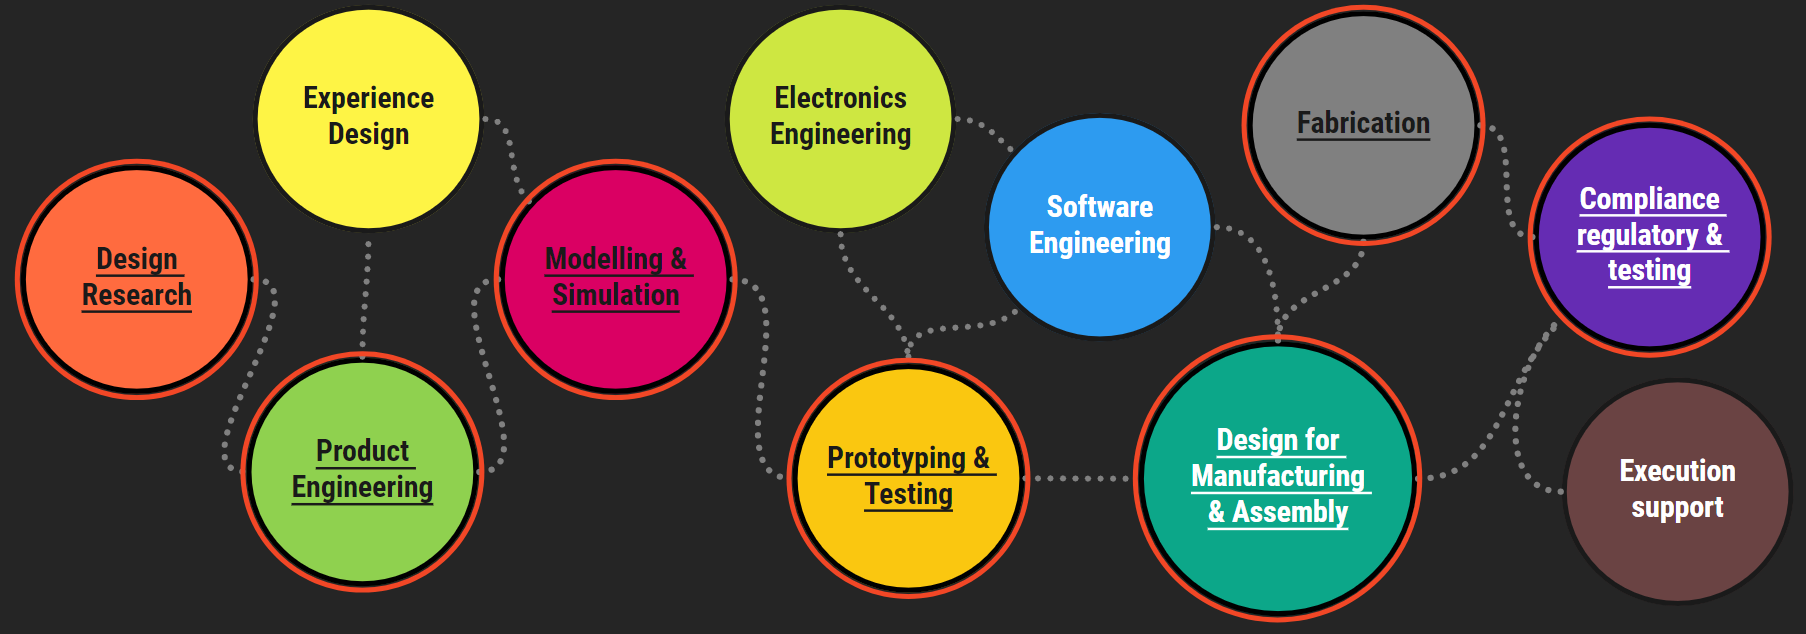 Experience
Design
Electronics
Engineering
Fabrication
Software
Engineering
Compliance
regulatory &
testing
Design
Research
Modelling &
Simulation
Product
Engineering
Prototyping &
Testing
Design for
Manufacturing
& Assembly
Execution
support